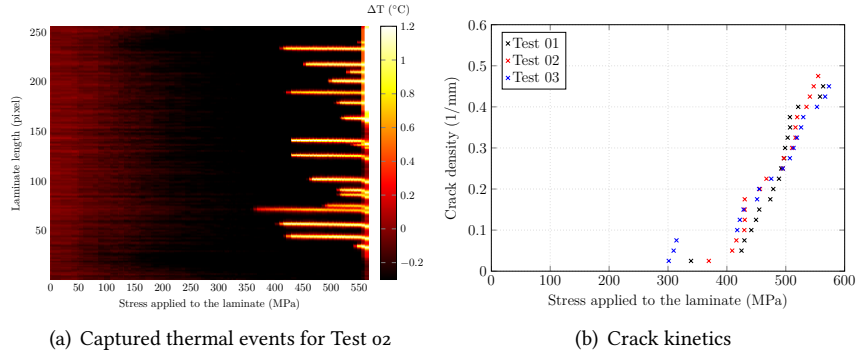 ΔT (°C)
1.2
1
0.8
0.6
0.4
0.2
0
−0.2
Laminate length (pixel)
250
200
150
100
50
0 50 100 150 200 250 300 350 400 450 500 550
Stress applied to the laminate (MPa)
(a) Captured thermal events for Test 02
Crack density (1/mm)
0.6
0.5
0.4
0.3
0.2
0.1
0
Test 01
Test 02
Test 03
0 100 200 300 400 500 600
Stress applied to the laminate (MPa)
(b) Crack kinetics